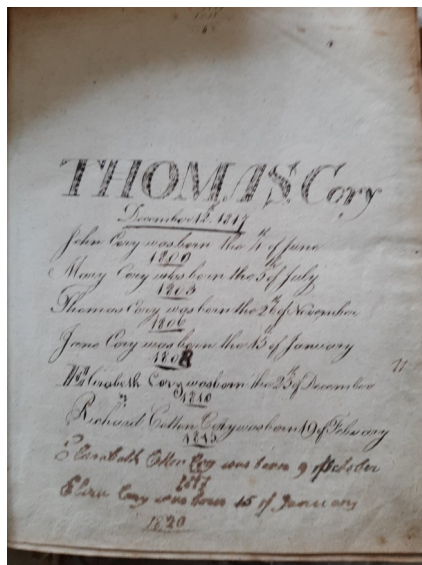 THOMAS Cory
December 1st. 1817
John Cory was born the 4th of June
1800
Mary Cory was born the 5th of July
1803
Thomas Cory was born the 26 of November
1806
Jane Cory was born the 15 of January
1808
Elizabeth Cory was born the 25th of December
1810
Richard Cotton Cory was born 19 of February
1815
Elizabeth Cotton Cory was born 9 of October
1817
Eliza Cory was born 15 of January
1820